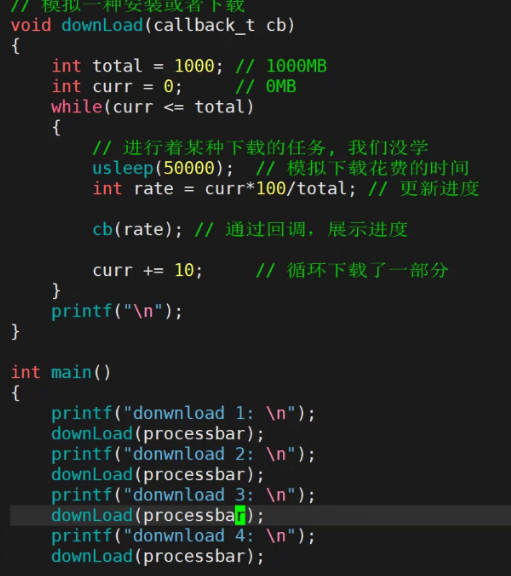 // 模拟一种安装或者下载
void downLoad(callback_t cb)
{
    int total = 1000; // 1000MB
    int curr = 0;     // 0MB
    while(curr <= total)
    {
        // 进行着某种下载的任务, 我们没学
        usleep(50000);  // 模拟下载花费的时间
        int rate = curr*100/total; // 更新进度

        cb(rate); // 通过回调，展示进度

        curr += 10;     // 循环下载了一部分
    }
    printf("\n");
}

int main()
{
    printf("donwnload 1: \n");
    downLoad(processbar);
    printf("donwnload 2: \n");
    downLoad(processbar);
    printf("donwnload 3: \n");
    downLoad(processbar);
    printf("donwnload 4: \n");
    downLoad(processbar);